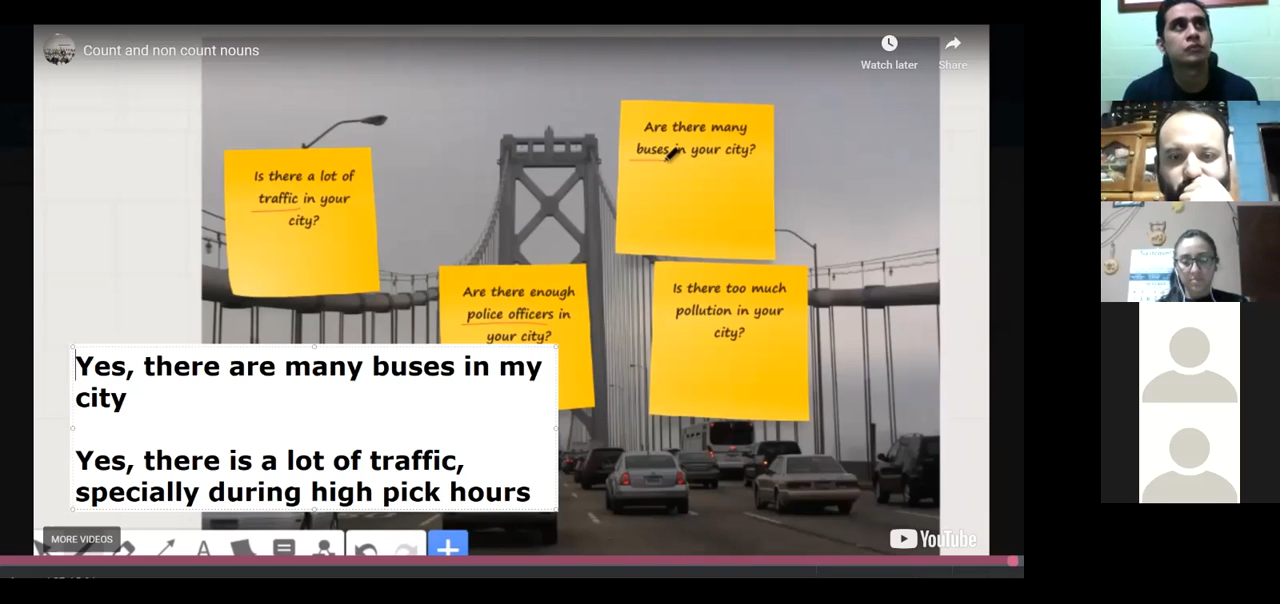 Count and non count nouns
Watch later
Share
Are there many
buses in your city?
Is there a lot of
traffic in your
city?
Are there enough
police officers in
your city?
Is there too much
pollution in your
city?
Yes, there are many buses in my
city
Yes, there is a lot of traffic,
specially during high pick hours
MORE VIDEOS
YouTube